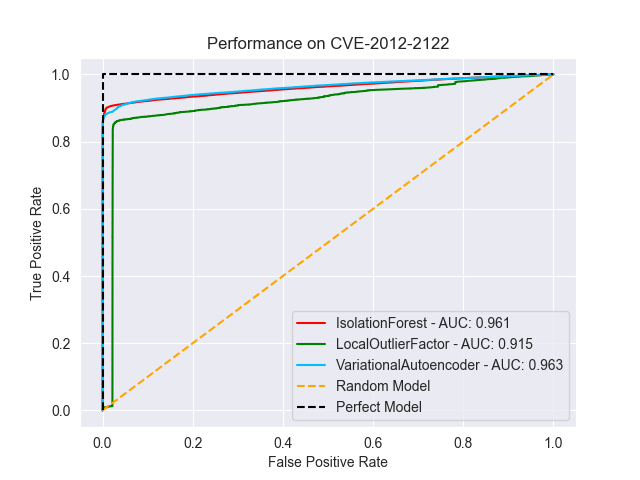 Performance on CVE-2012-2122
True Positive Rate
1.0
0.8
0.6
0.4
0.2
0.0
0.0 0.2 0.4 0.6 0.8 1.0
False Positive Rate
IsolationForest - AUC: 0.961
LocalOutlierFactor - AUC: 0.915
VariationalAutoencoder - AUC: 0.963
Random Model
Perfect Model